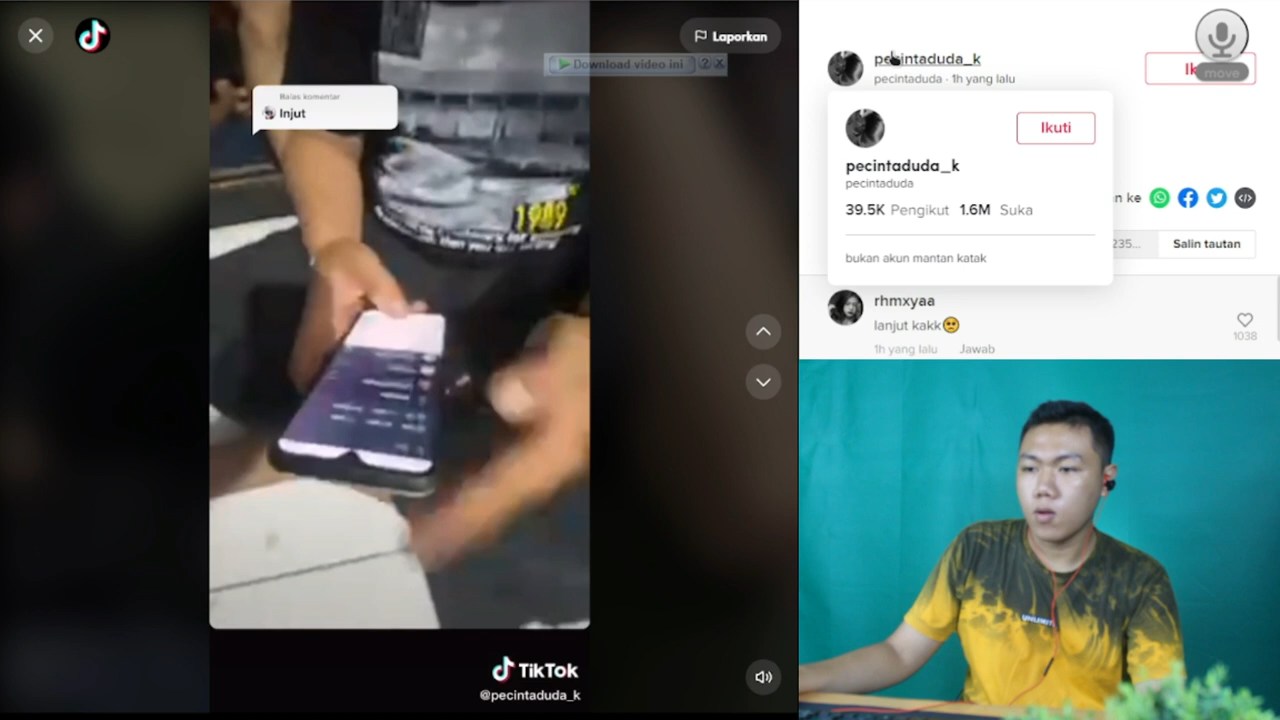 Laporkan
Download video ini
Balas komentar
Injut
1989
TikTok
@pecintaduda_k
pecintaduda_k
pecintaduda · 1h yang lalu
move
Ikuti
pecintaduda_k
pecintaduda
39.5K Pengikut 1.6M Suka
bukan akun mantan katak
n ke
235...
Salin tautan
rhmxyaa
lanjut kakk🥺
1h yang lalu Jawab
1038